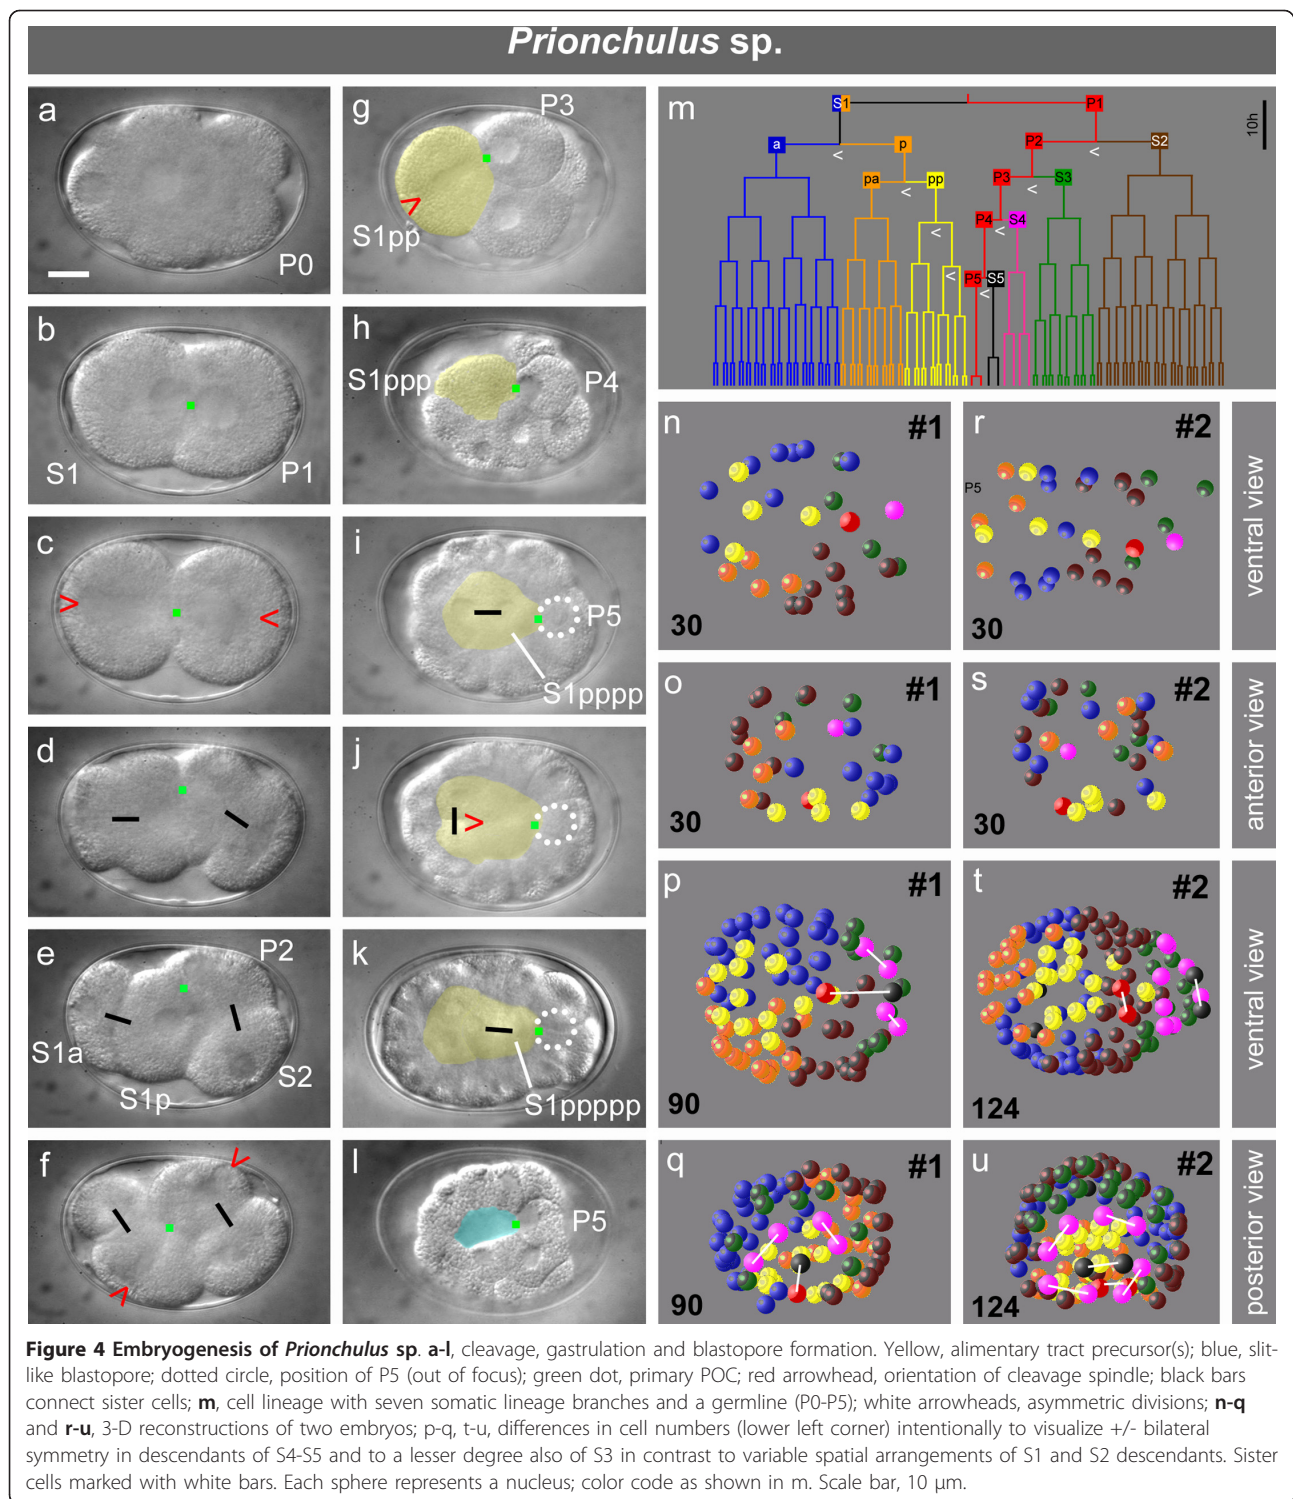 Prionchulus sp.
a
P0
b
S1
P1
c
d
e
P2
S1a
S1p
S2
f
g
P3
S1pp
h
S1ppp
P4
i
P5
S1pppp
j
k
S1ppppp
l
P5
m
S1
P1
10h
a
p
P2
S2
pa
pp
P3
S3
P4
S4
P5
S5
n
#1
30
r
#2
P5
30
ventral view
o
#1
30
s
#2
30
anterior view
p
#1
90
t
#2
124
ventral view
q
#1
90
u
#2
124
posterior view
Figure 4 Embryogenesis of Prionchulus sp. a-l, cleavage, gastrulation and blastopore formation. Yellow, alimentary tract precursor(s); blue, slit-
like blastopore; dotted circle, position of P5 (out of focus); green dot, primary POC; red arrowhead, orientation of cleavage spindle; black bars
connect sister cells; m, cell lineage with seven somatic lineage branches and a germline (P0-P5); white arrowheads, asymmetric divisions; n-q
and r-u, 3-D reconstructions of two embryos; p-q, t-u, differences in cell numbers (lower left corner) intentionally to visualize +/- bilateral
symmetry in descendants of S4-S5 and to a lesser degree also of S3 in contrast to variable spatial arrangements of S1 and S2 descendants. Sister
cells marked with white bars. Each sphere represents a nucleus; color code as shown in m. Scale bar, 10 μm.